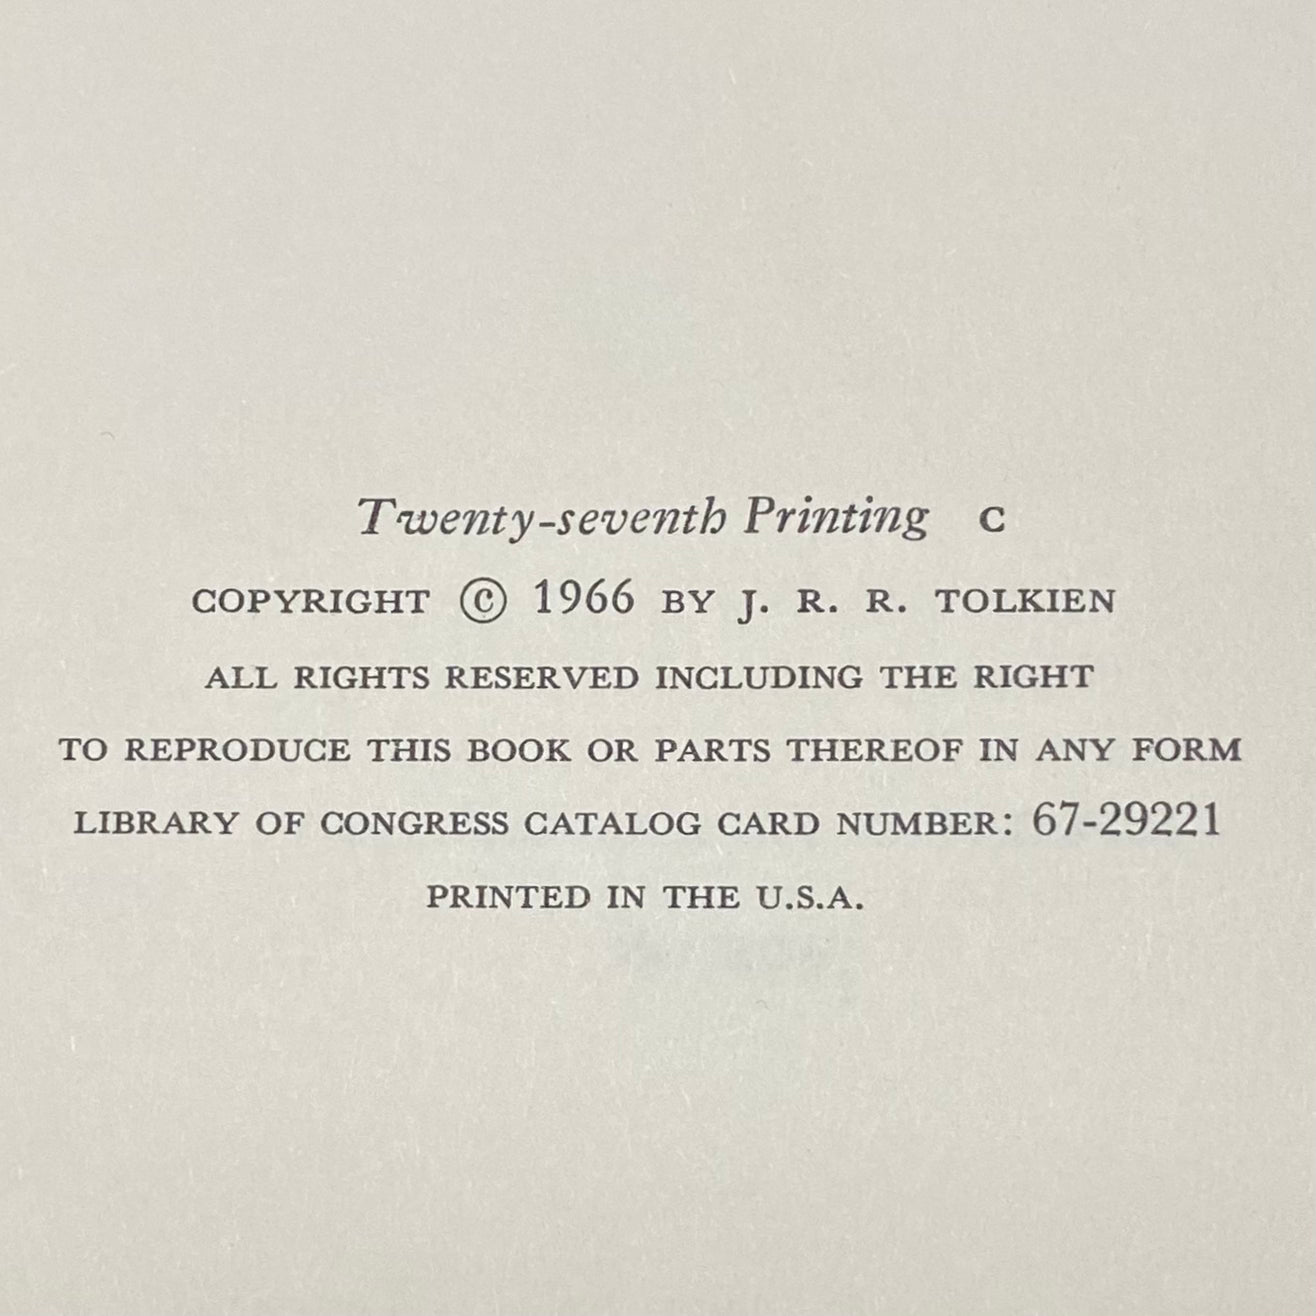 Twenty-seventh Printing C
COPYRIGHT © 1966 BY J. R. R. TOLKIEN
ALL RIGHTS RESERVED INCLUDING THE RIGHT
TO REPRODUCE THIS BOOK OR PARTS THEREOF IN ANY FORM
LIBRARY OF CONGRESS CATALOG CARD NUMBER: 67-29221
PRINTED IN THE U.S.A.